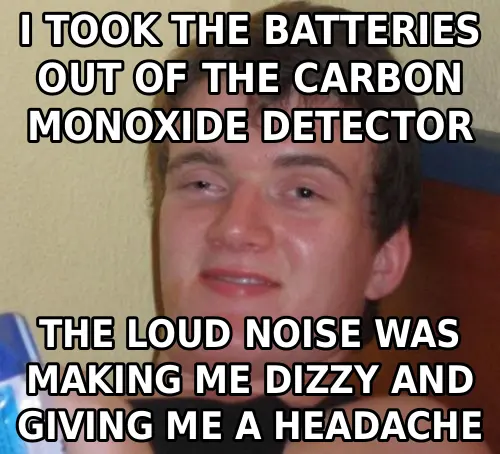 I TOOK THE BATTERIES
OUT OF THE CARBON
MONOXIDE DETECTOR
THE LOUD NOISE WAS
MAKING ME DIZZY AND
GIVING ME A HEADACHE